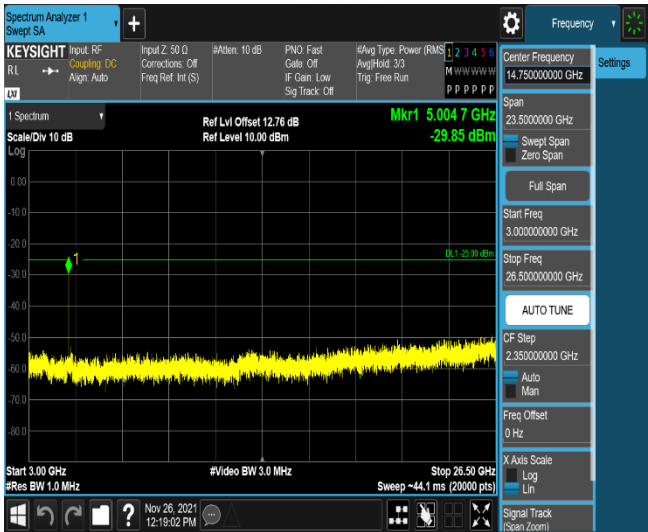 Spectrum Analyzer 1
Swept SA
Frequency
KEYSIGHT
RL
LXI
Input: RF
Coupling: DC
Align: Auto
Input Z: 50 Ω
Corrections: Off
Freq Ref: Int (S)
#Atten: 10 dB
PNO: Fast
Gate: Off
IF Gain: Low
Sig Track: Off
#Avg Type: Power (RMS
Avg|Hold: 3/3
Trig: Free Run
1 2 3 4 5 6
M W W W W W
P P P P P P
1 Spectrum
Scale/Div 10 dB
Log
Ref Lvl Offset 12.76 dB
Ref Level 10.00 dBm
Mkr1 5.004 7 GHz
-29.85 dBm
0.00
-10.0
-20.0
-30.0
-40.0
-50.0
-60.0
-70.0
-80.0
1
DL1 -25.00 dBm
Start 3.00 GHz
#Res BW 1.0 MHz
#Video BW 3.0 MHz
Stop 26.50 GHz
Sweep ~44.1 ms (20000 pts)
Center Frequency
14.750000000 GHz
Settings
Span
23.5000000 GHz
Swept Span
Zero Span
Full Span
Start Freq
3.000000000 GHz
Stop Freq
26.500000000 GHz
AUTO TUNE
CF Step
2.350000000 GHz
Auto
Man
Freq Offset
0 Hz
X Axis Scale
Log
Lin
Signal Track
(Span Zoom)
?
Nov 26, 2021
12:19:02 PM